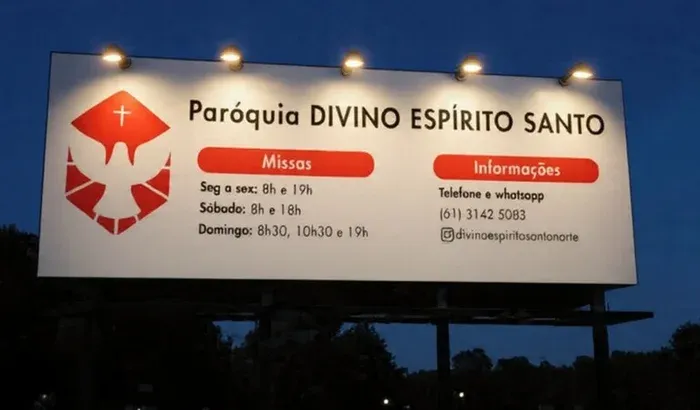 Paróquia DIVINO ESPÍRITO SANTO
Missas
Seg a sex: 8h e 19h
Sábado: 8h e 18h
Domingo: 8h30, 10h30 e 19h
Informações
Telefone e whatsapp
(61) 3142 5083
divinoespiritosantonorte